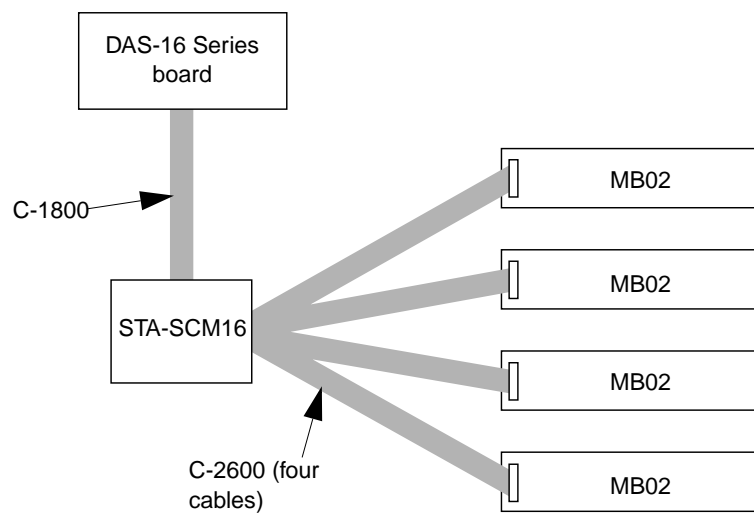 DAS-16 Series
board
MB02
C-1800
MB02
STA-SCM16
MB02
C-2600 (four
cables)
MB02